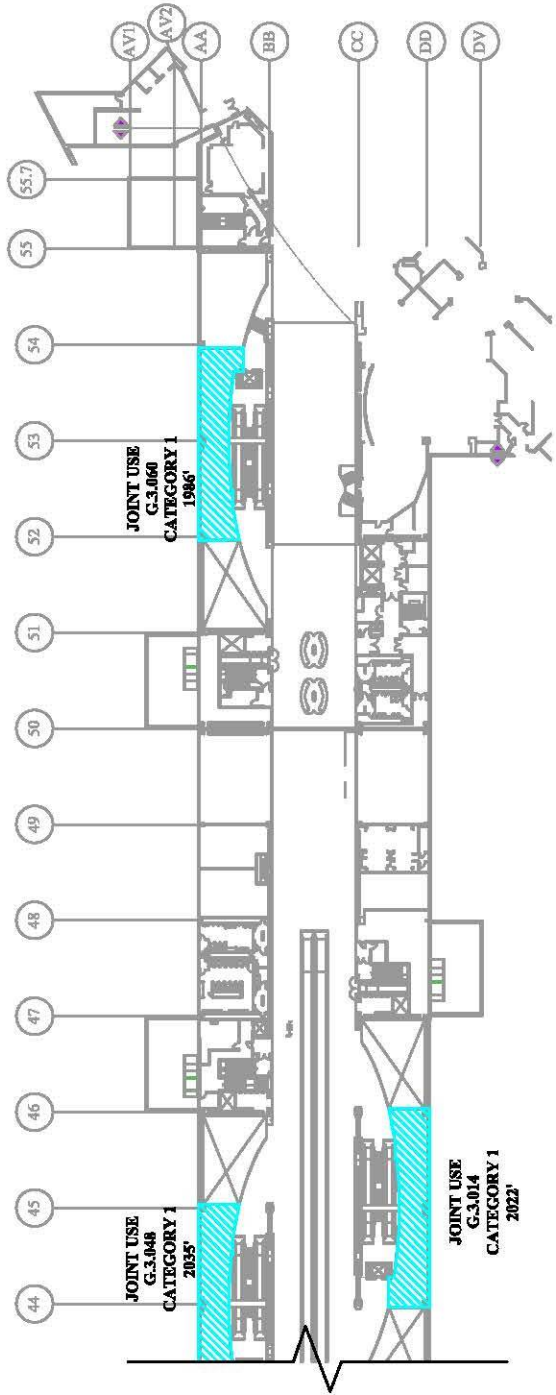 AV1
AV2
AA
BB
CC
DD
DV
55.7
55
54
53
52
51
50
49
48
47
46
45
44
JOINT USE
G.3.060
CATEGORY 1
1986'
JOINT USE
G.3.048
CATEGORY 1
2035'
JOINT USE
G.3.014
CATEGORY 1
2022'